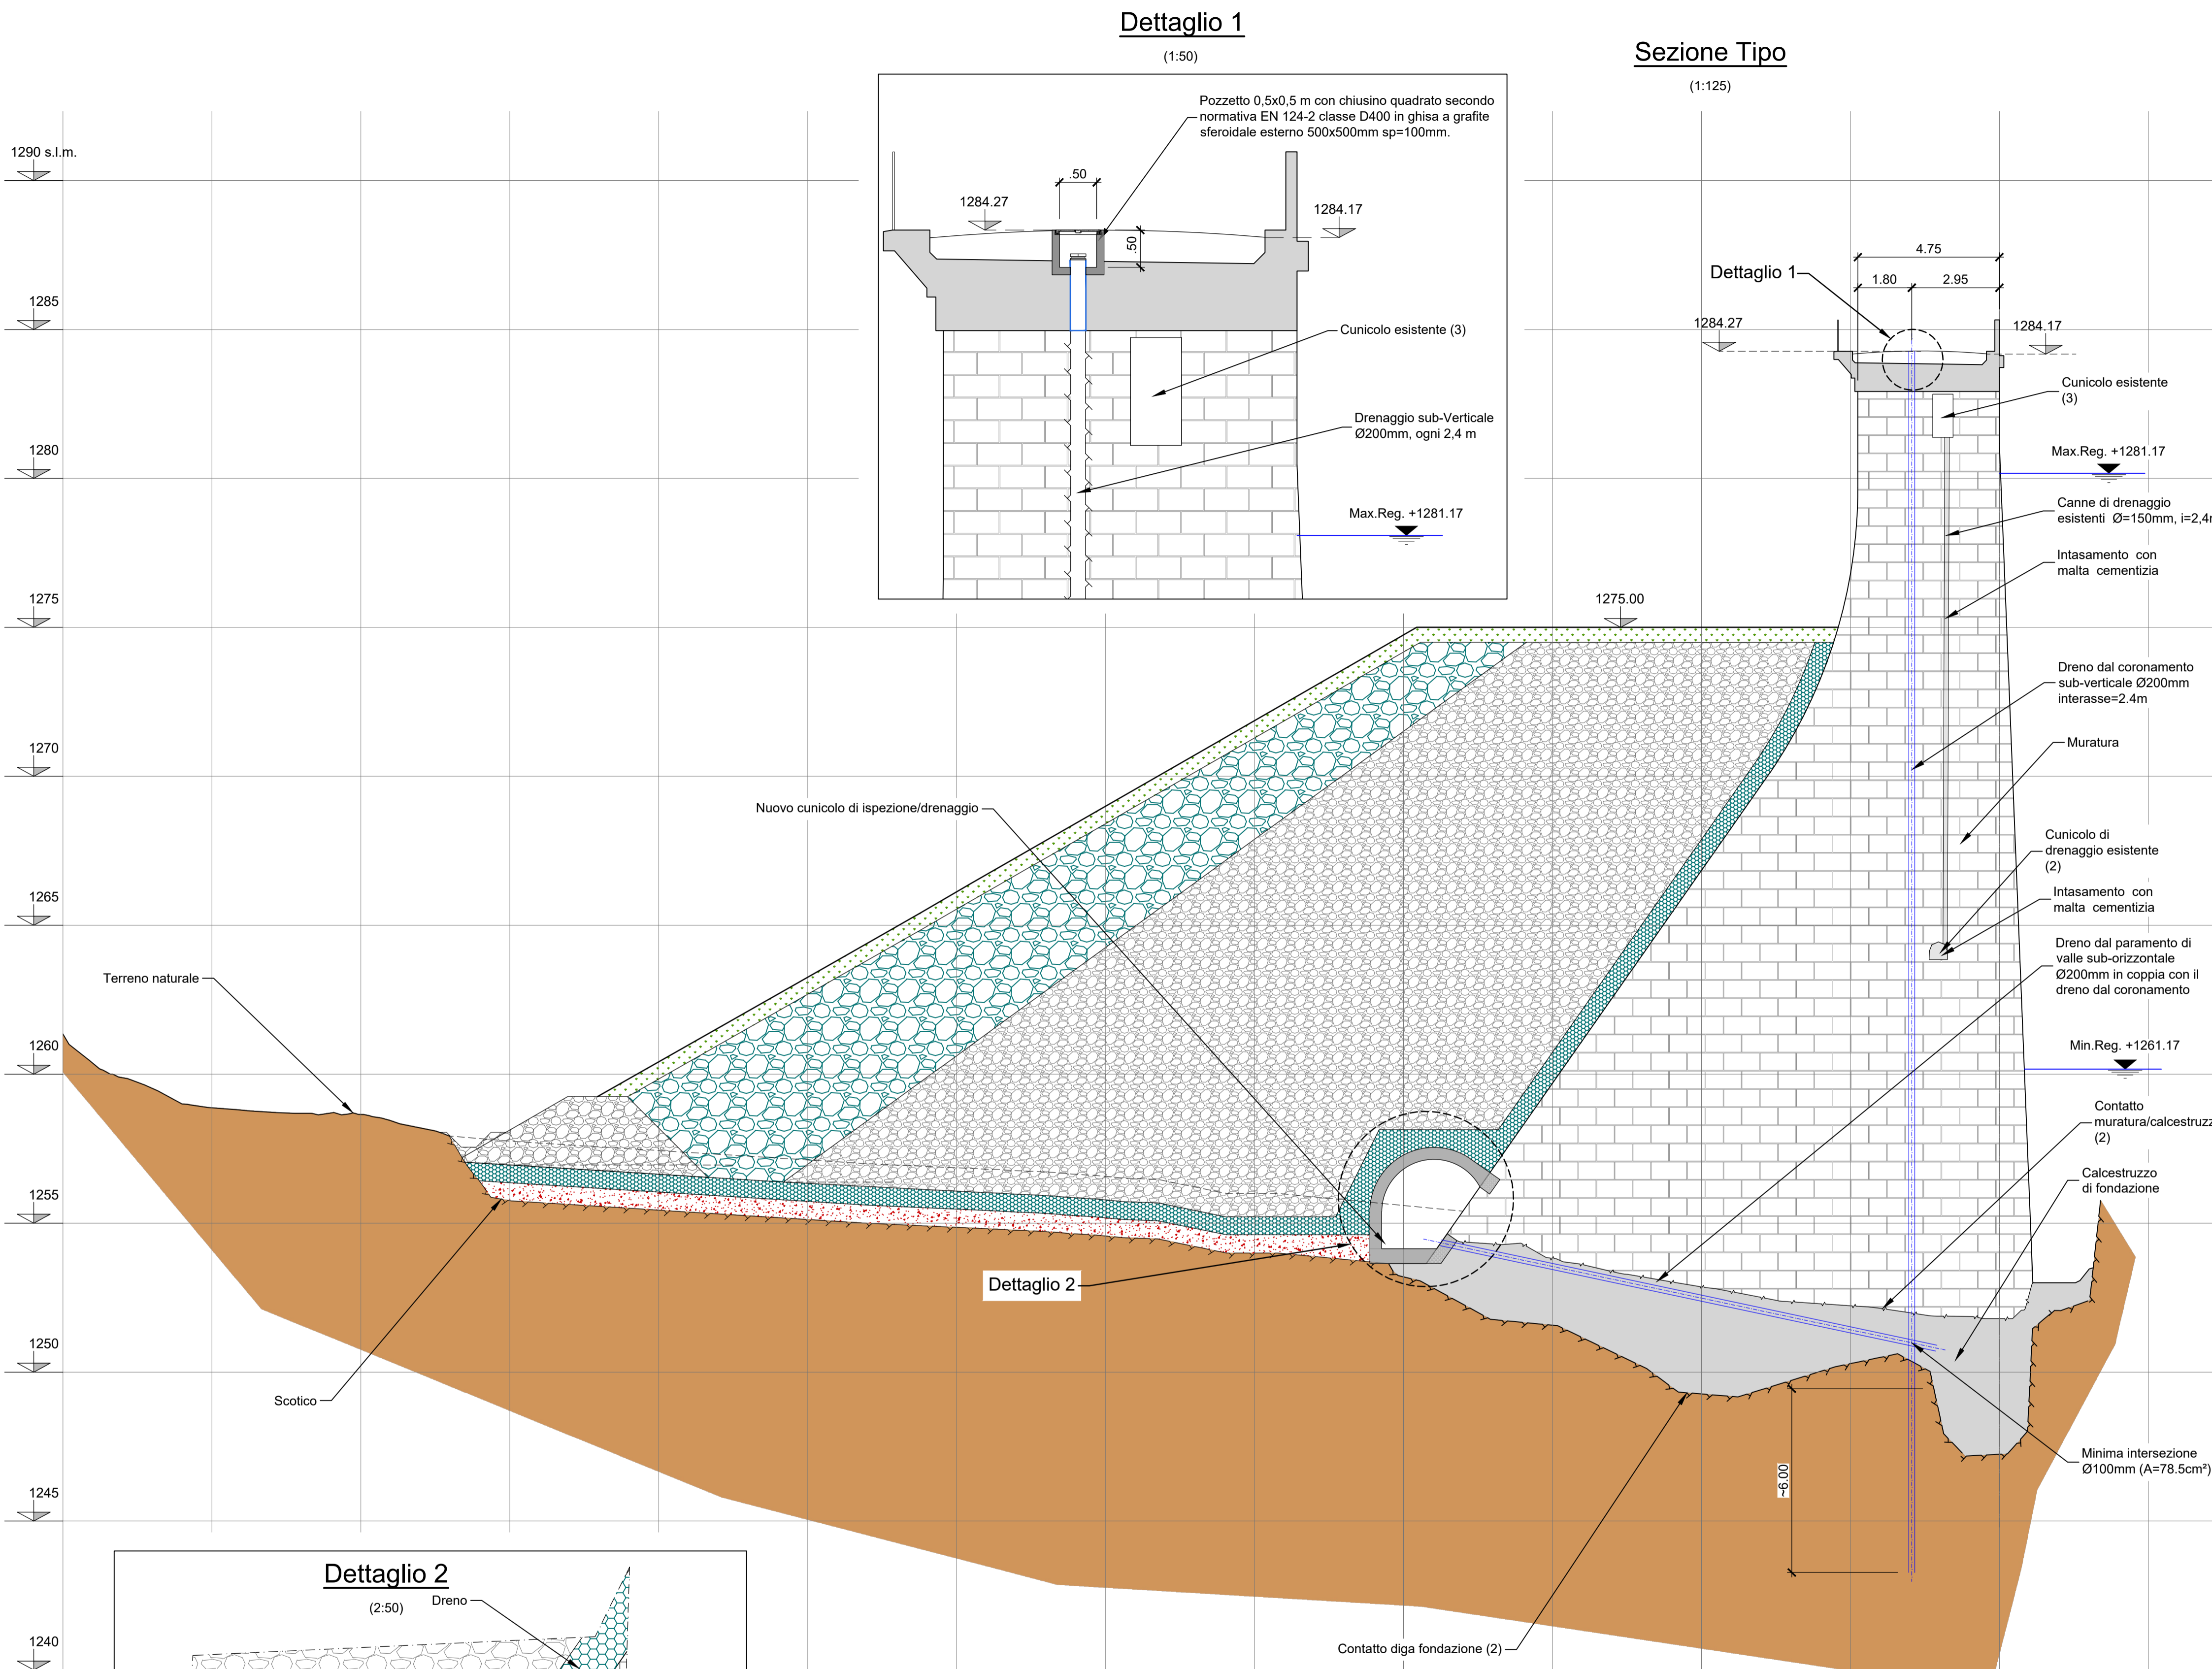 Dettaglio 1
(1:50)
Sezione Tipo
(1:125)
Pozzetto 0,5x0,5 m con chiusino quadrato secondo
normativa EN 124-2 classe D400 in ghisa a grafite
sferoidale esterno 500x500mm sp=100mm.
.50
1284.27
1284.17
.50
Cunicolo esistente (3)
Drenaggio sub-Verticale
Ø200mm, ogni 2,4 m
Max.Reg. +1281.17
1290 s.l.m.
1285
1280
1275
1270
1265
1260
1255
1250
1245
1240
4.75
1.80
2.95
Dettaglio 1
1284.27
1284.17
Cunicolo esistente
(3)
Max.Reg. +1281.17
Canne di drenaggio
esistenti Ø=150mm, i=2,4
Intasamento con
malta cementizia
1275.00
Dreno dal coronamento
sub-verticale Ø200mm
interasse=2.4m
Muratura
Nuovo cunicolo di ispezione/drenaggio
Cunicolo di
drenaggio esistente
(2)
Intasamento con
malta cementizia
Dreno dal paramento di
valle sub-orizzontale
Ø200mm in coppia con il
dreno dal coronamento
Terreno naturale
Min.Reg. +1261.17
Contatto
muratura/calcestruzz
(2)
Calcestruzzo
di fondazione
Dettaglio 2
Scotico
Minima intersezione
Ø100mm (A=78.5cm²)
~6.00
Contatto diga fondazione (2)
Dettaglio 2
(2:50)
Dreno